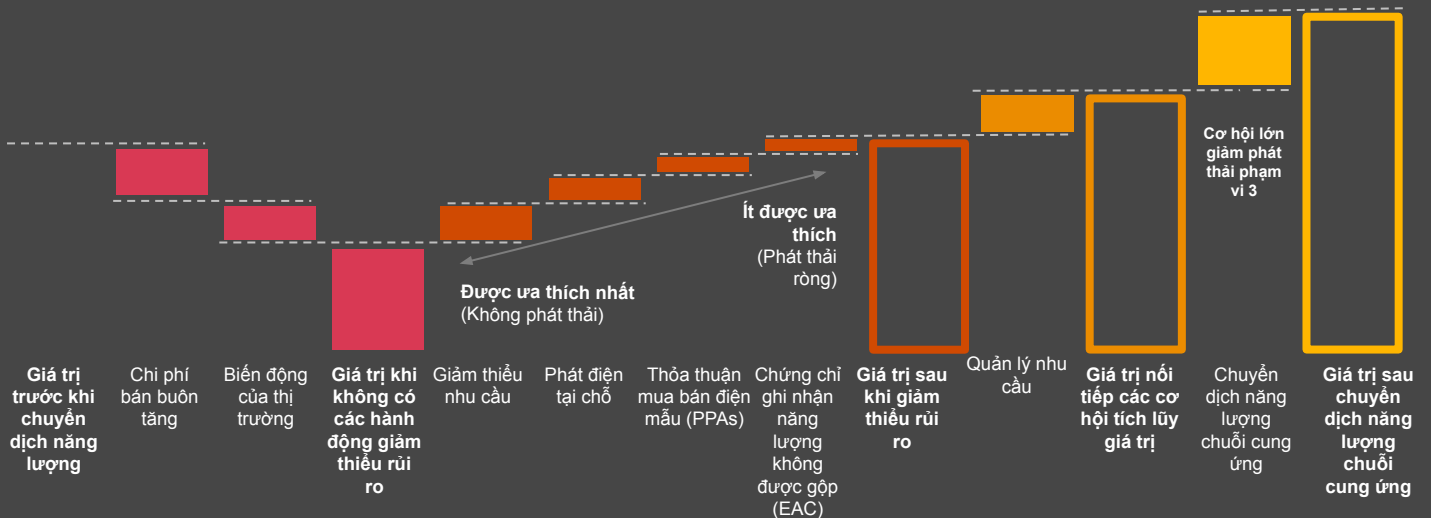 Cơ hội lớn
giảm phát
thải phạm
vi 3
Ít được ưa
thích
(Phát thải
ròng)
Được ưa thích nhất
(Không phát thải)
Giá trị
trước khi
chuyển
dịch năng
lượng
Chi phí
bán buôn
tăng
Biến động
của thị
trường
Giá trị khi
không có
các hành
động giảm
thiểu rủi
ro
Giảm thiểu
nhu cầu
Phát điện
tại chỗ
Thỏa thuận
mua bán điện
mẫu (PPAs)
Chứng chỉ
ghi nhận
năng
lượng
không
được gộp
(EAC)
Giá trị sau
khi giảm
thiểu rủi
ro
Quản lý nhu
cầu
Giá trị nối
tiếp các cơ
hội tích lũy
giá trị
Chuyển
dịch năng
lượng
chuỗi cung
ứng
Giá trị sau
chuyển
dịch năng
lượng
chuỗi
cung ứng